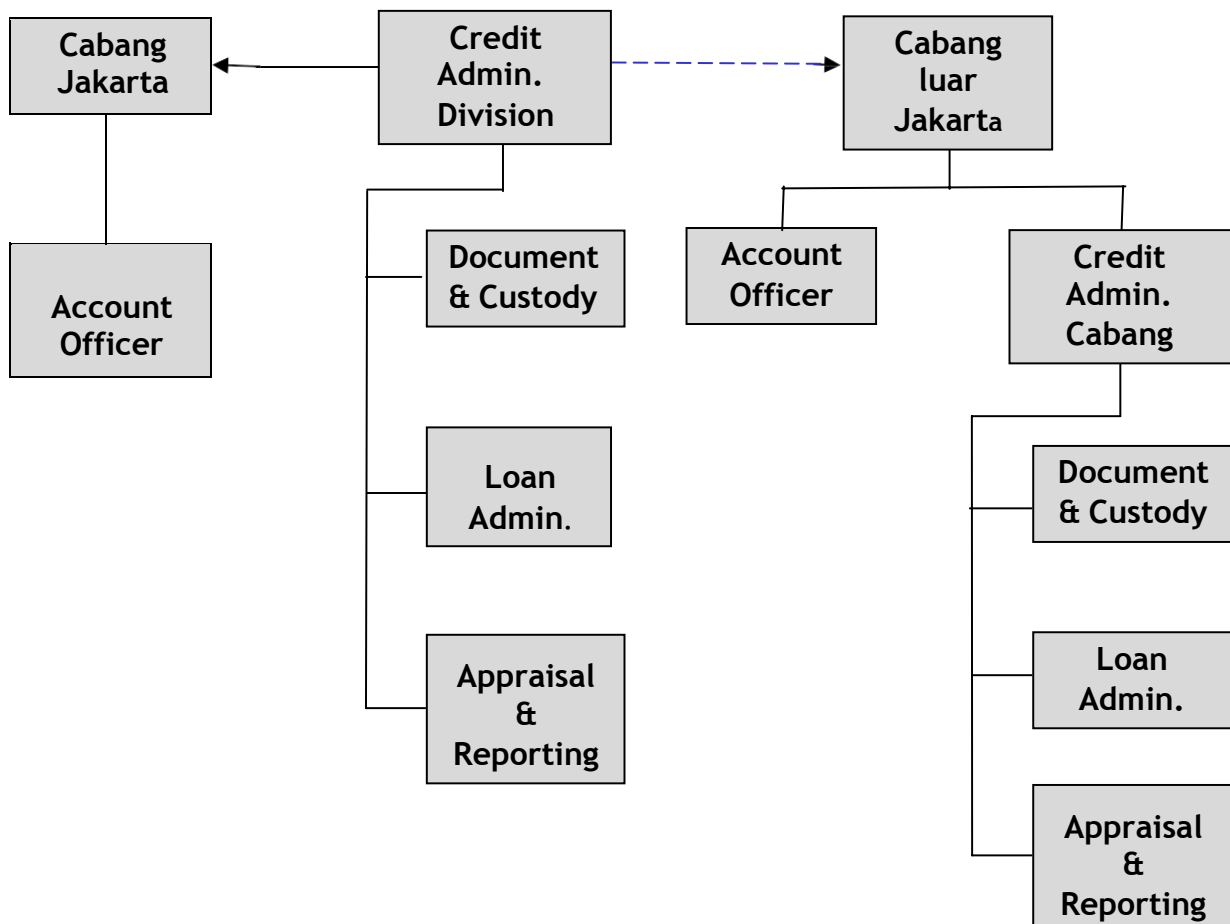 Cabang
Jakarta
Credit
Admin.
Division
Cabang
luar
Jakarta
Account
Officer
Document
& Custody
Account
Officer
Credit
Admin.
Cabang
Loan
Admin.
Document
& Custody
Appraisal
&
Reporting
Loan
Admin.
Appraisal
&
Reporting